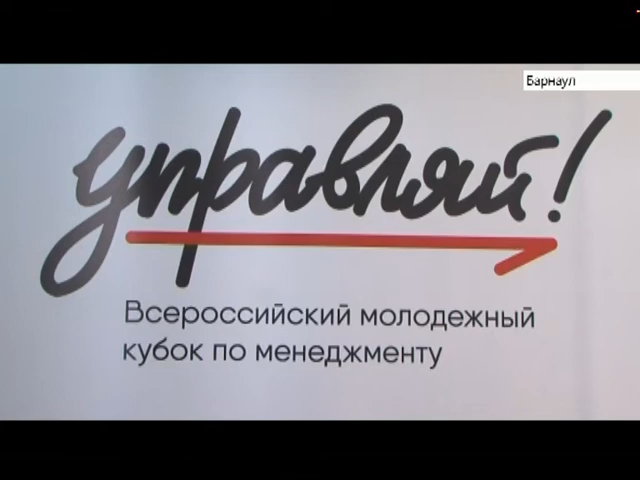 Барнаул
управляй!
Всероссийский молодежный
кубок по менеджменту